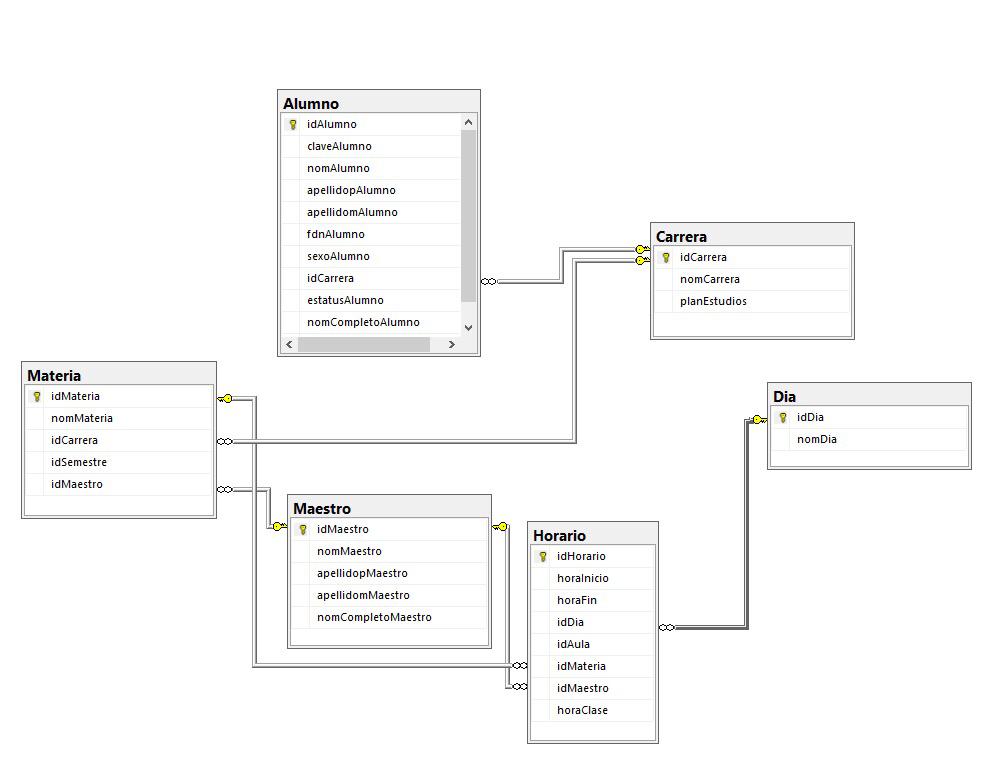 Alumno
idAlumno
claveAlumno
nomAlumno
apellidopAlumno
apellidomAlumno
fdnAlumno
sexoAlumno
idCarrera
estatusAlumno
nomCompletoAlumno
Carrera
idCarrera
nomCarrera
planEstudios
Materia
idMateria
nomMateria
idCarrera
idSemestre
idMaestro
Dia
idDia
nomDia
Maestro
idMaestro
nomMaestro
apellidopMaestro
apellidomMaestro
nomCompletoMaestro
Horario
idHorario
horaInicio
horaFin
idDia
idAula
idMateria
idMaestro
horaClase